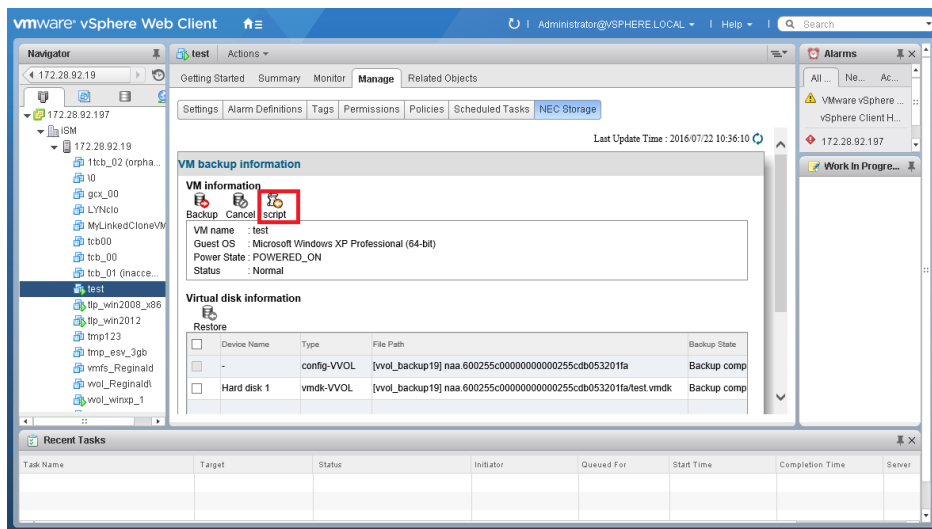 vmware® vSphere Web Client
Administrator@VSPHERE.LOCAL
Help
Search
Navigator
172.28.92.19
172.28.92.197
iSM
172.28.92.19
1tcb_02 (orpha...
\0
gcx_00
LYNclo
MyLinkedCloneVM
tcb00
tcb_00
tcb_01 (inacce...
test
tlp_win2008_x86
tlp_win2012
tmp123
tmp_esv_3gb
vmfs_Reginald
vvol_Reginald\
vvol_winxp_1
test Actions
Getting Started Summary Monitor Manage Related Objects
Settings Alarm Definitions Tags Permissions Policies Scheduled Tasks NEC Storage
Last Update Time : 2016/07/22 10:36:10
VM backup information
VM information
Backup Cancel script
VM name : test
Guest OS : Microsoft Windows XP Professional (64-bit)
Power State : POWERED_ON
Status : Normal
Virtual disk information
Restore
Device Name Type File Path Backup State
- config-VVOL [vvol_backup19] naa.600255c00000000000255cdb053201fa Backup comp
Hard disk 1 vmdk-VVOL [vvol_backup19] naa.600255c00000000000255cdb053201fa/test.vmdk Backup comp
Alarms
All ... Ne... Ac...
VMware vSphere ...
vSphere Client H...
172.28.92.197
Work In Progre...
Recent Tasks
Task Name Target Status Initiator Queued For Start Time Completion Time Server